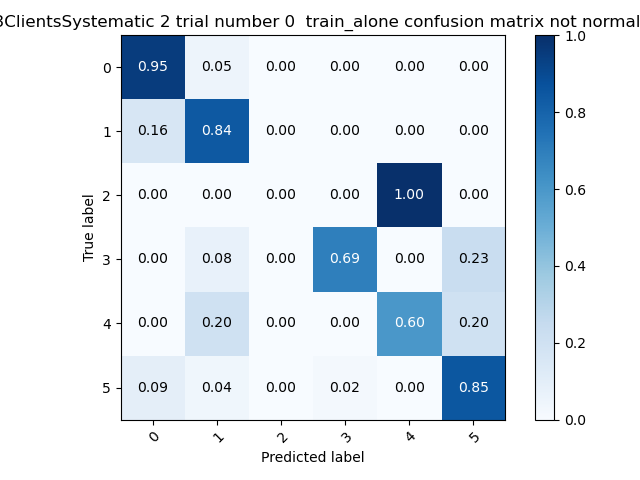 3ClientsSystematic 2 trial number 0 train_alone confusion matrix not normal
0 0.95 0.05 0.00 0.00 0.00 0.00
1 0.16 0.84 0.00 0.00 0.00 0.00
2 0.00 0.00 0.00 0.00 1.00 0.00
3 0.00 0.08 0.00 0.69 0.00 0.23
4 0.00 0.20 0.00 0.00 0.60 0.20
5 0.09 0.04 0.00 0.02 0.00 0.85
0 1 2 3 4 5
Predicted label
True label
1.0
0.8
0.6
0.4
0.2
0.0